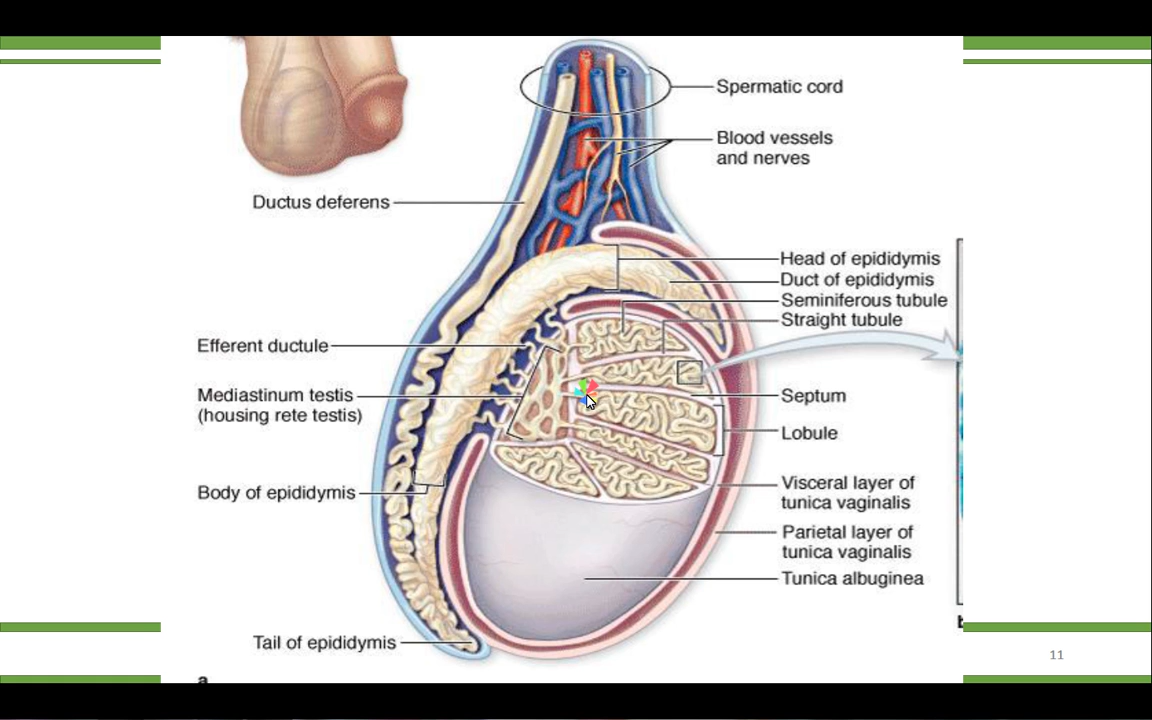 Spermatic cord
Blood vessels
and nerves
Ductus deferens
Head of epididymis
Duct of epididymis
Seminiferous tubule
Straight tubule
Efferent ductule
Mediastinum testis
(housing rete testis)
Septum
Lobule
Body of epididymis
Visceral layer of
tunica vaginalis
Parietal layer of
tunica vaginalis
Tunica albuginea
Tail of epididymis
11
a